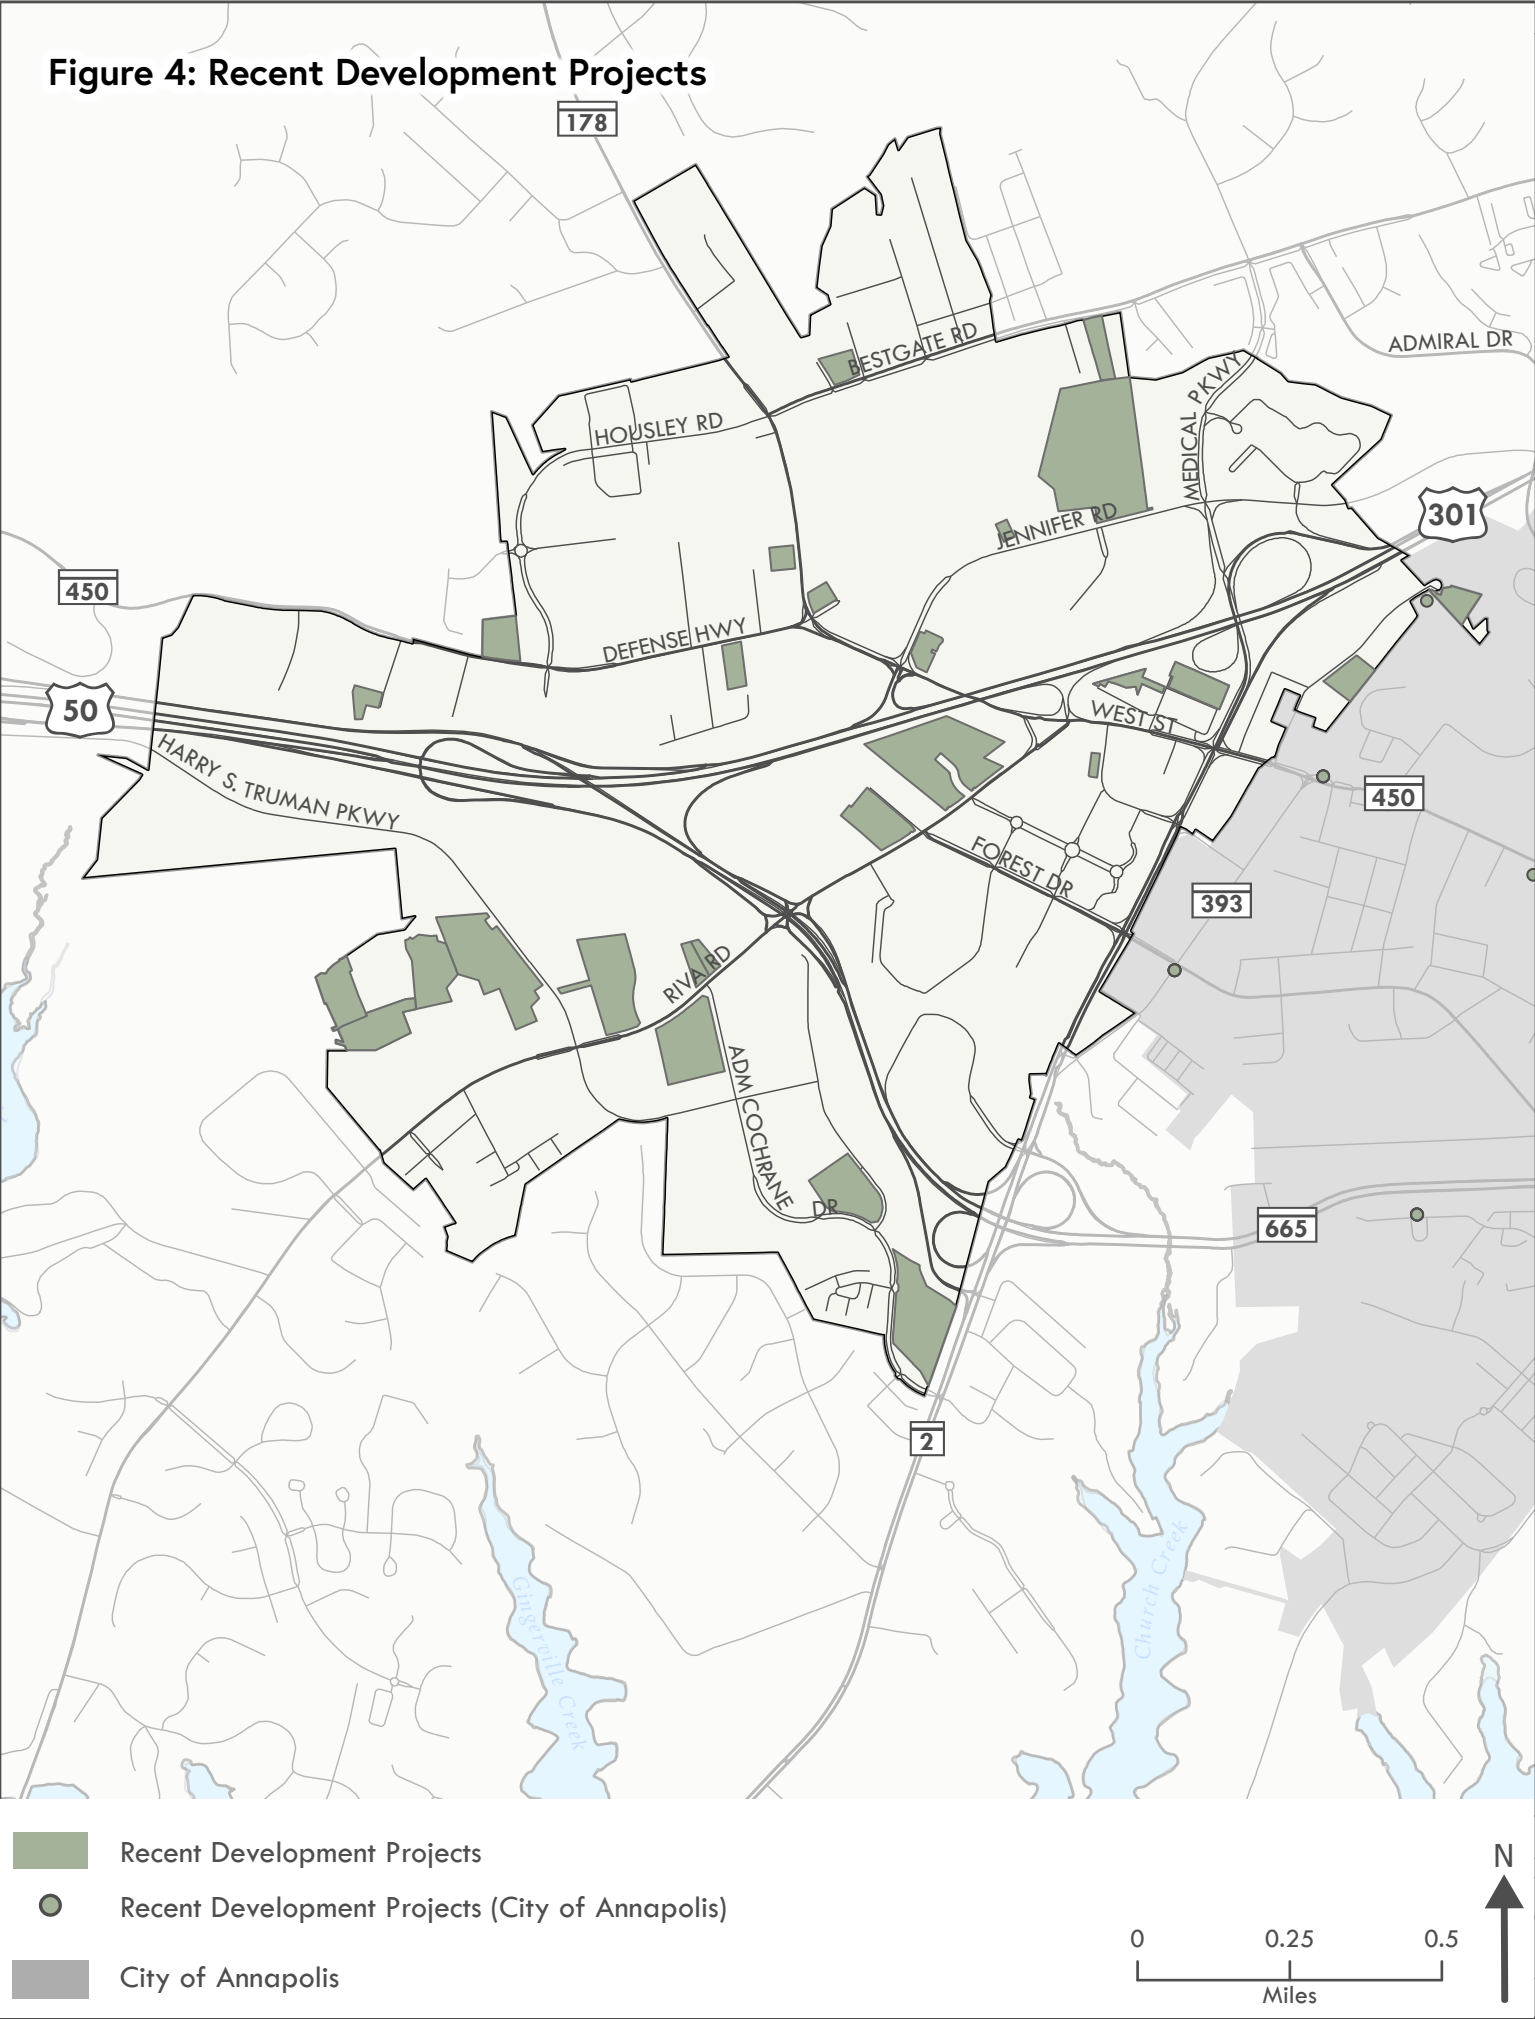 Figure 4: Recent Development Projects
178
BESTGATE RD
ADMIRAL DR
MEDICAL PKWY
HOUSLEY RD
301
JENNIFER RD
450
DEFENSE HWY
50
WEST ST
HARRY S. TRUMAN PKWY
450
FOREST DR
393
RIVA RD
ADM COCHRANE DR
665
2
Gingerville Creek
Church Creek
Recent Development Projects
Recent Development Projects (City of Annapolis)
City of Annapolis
N
0 0.25 0.5
Miles